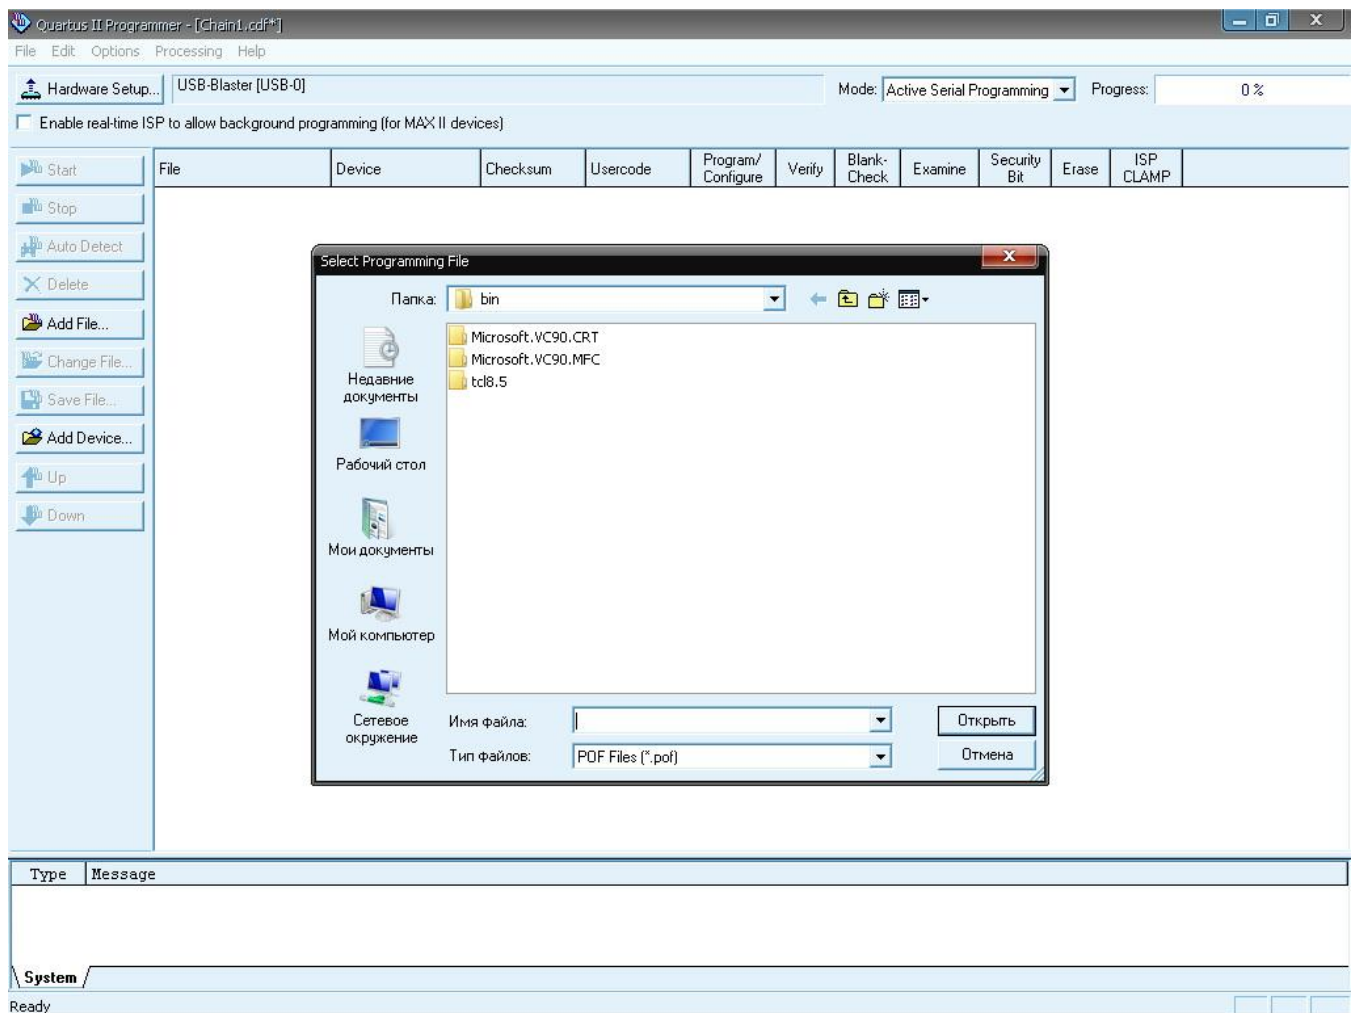 Quartus II Programmer - [Chain1.cdf*]
File Edit Options Processing Help
Hardware Setup... USB-Blaster [USB-0] Mode: Active Serial Programming Progress: 0 %
Enable real-time ISP to allow background programming (for MAX II devices)
Start
File Device Checksum Usercode Program/ Configure Verify Blank- Check Examine Security Bit Erase ISP CLAMP
Stop
Auto Detect
Delete
Add File...
Change File...
Save File...
Add Device...
Up
Down
Select Programming File
Папка: bin
Microsoft.VC90.CRT
Microsoft.VC90.MFC
tcl8.5
Недавние
документы
Рабочий стол
Мои документы
Мой компьютер
Сетевое
окружение
Имя файла: Открыть
Тип файлов: POF Files (*.pof) Отмена
Type Message
System
Ready